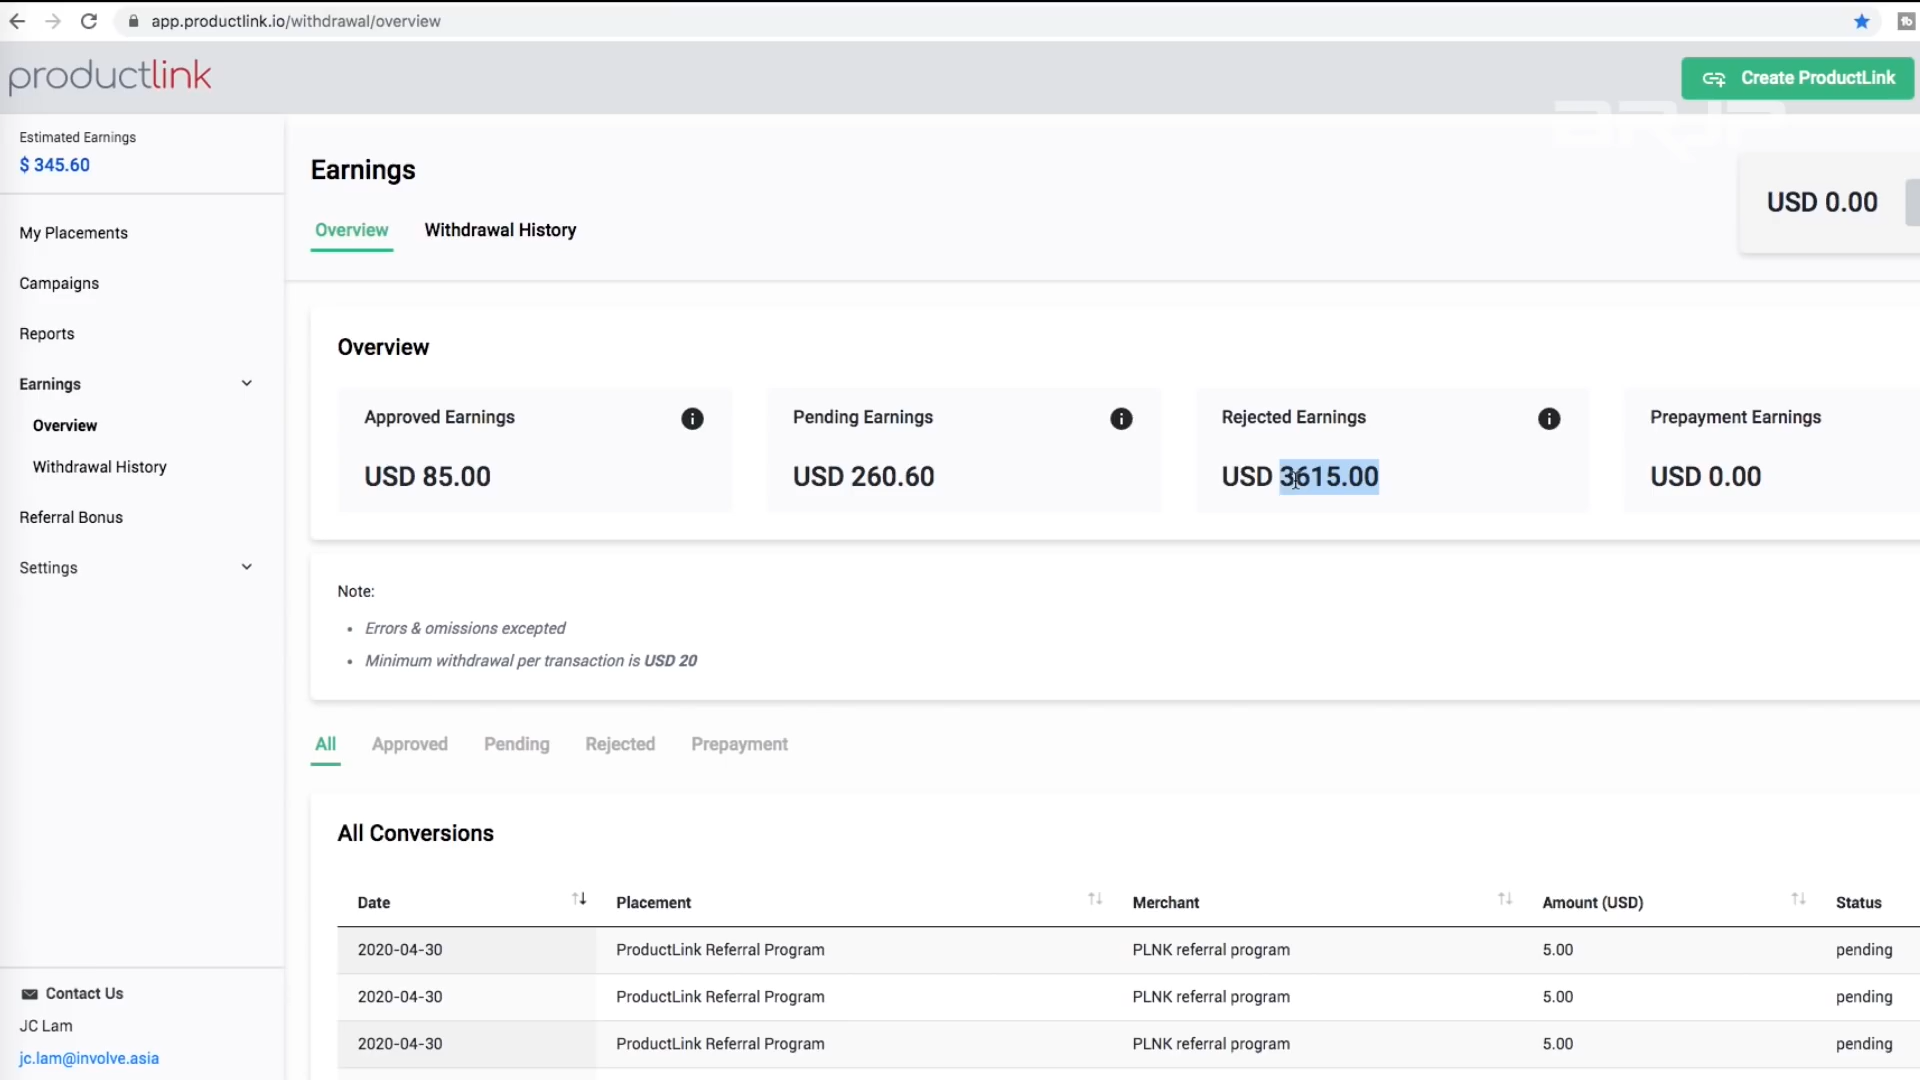 app.productlink.io/withdrawal/overview
productlink
Create ProductLink
Estimated Earnings
$ 345.60
My Placements
Campaigns
Reports
Earnings
Overview
Withdrawal History
Referral Bonus
Settings
Contact Us
JC Lam
jc.lam@involve.asia
Earnings
USD 0.00
Overview Withdrawal History
Overview
Approved Earnings
USD 85.00
Pending Earnings
USD 260.60
Rejected Earnings
USD 3615.00
Prepayment Earnings
USD 0.00
Note:
• Errors & omissions excepted
• Minimum withdrawal per transaction is USD 20
All Approved Pending Rejected Prepayment
All Conversions
Date Placement Merchant Amount (USD) Status
2020-04-30 ProductLink Referral Program PLNK referral program 5.00 pending
2020-04-30 ProductLink Referral Program PLNK referral program 5.00 pending
2020-04-30 ProductLink Referral Program PLNK referral program 5.00 pending